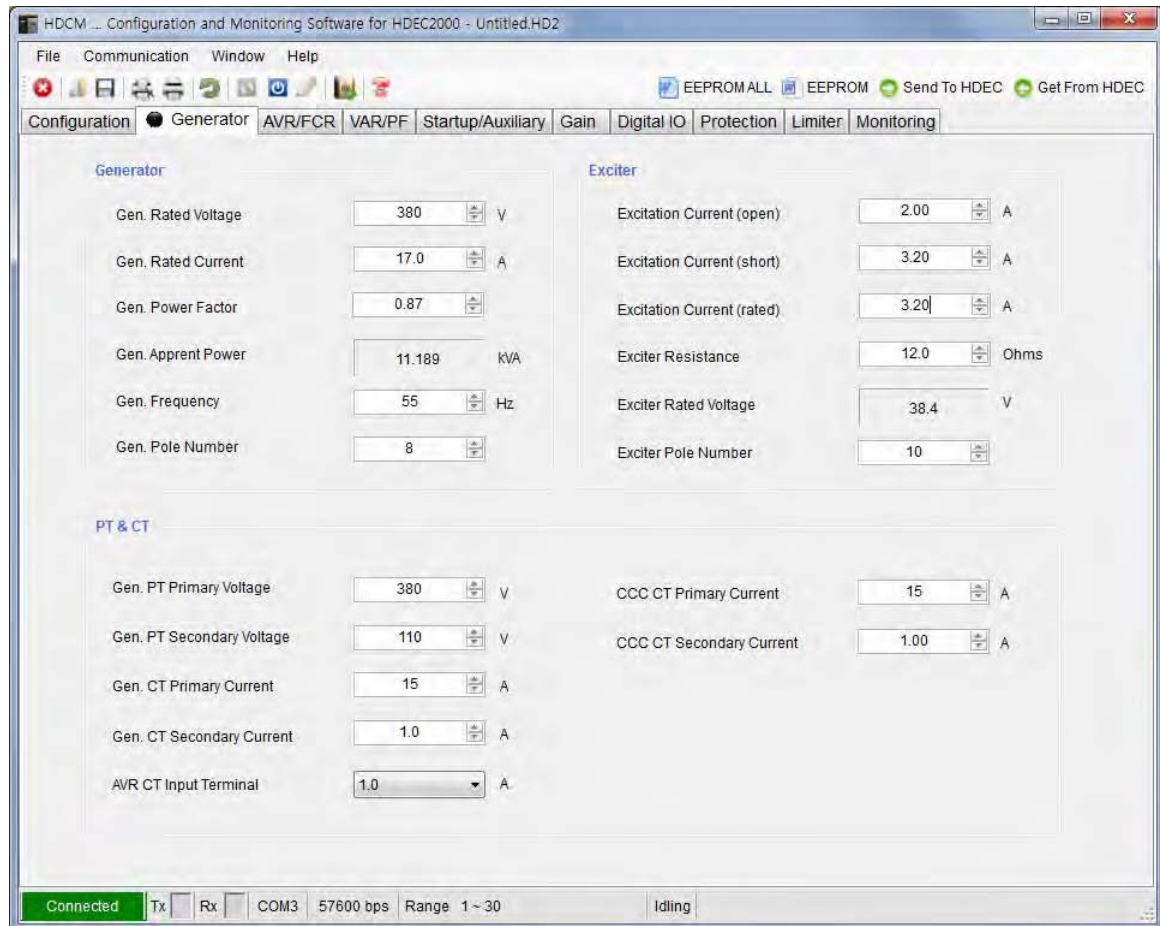 HDCM ... Configuration and Monitoring Software for HDEC2000 - Untitled.HD2
File Communication Window Help
EEPROM ALL EEPROM Send To HDEC Get From HDEC
Configuration Generator AVR/FCR VAR/PF Startup/Auxiliary Gain Digital IO Protection Limiter Monitoring
Generator
Gen. Rated Voltage 380 V
Gen. Rated Current 17.0 A
Gen. Power Factor 0.87
Gen. Apprent Power 11.189 kVA
Gen. Frequency 55 Hz
Gen. Pole Number 8
Exciter
Excitation Current (open) 2.00 A
Excitation Current (short) 3.20 A
Excitation Current (rated) 3.20 A
Exciter Resistance 12.0 Ohms
Exciter Rated Voltage 38.4 V
Exciter Pole Number 10
PT & CT
Gen. PT Primary Voltage 380 V
Gen. PT Secondary Voltage 110 V
Gen. CT Primary Current 15 A
Gen. CT Secondary Current 1.0 A
AVR CT Input Terminal 1.0 A
CCC CT Primary Current 15 A
CCC CT Secondary Current 1.00 A
Connected Tx Rx COM3 57600 bps Range 1 ~ 30 Idling